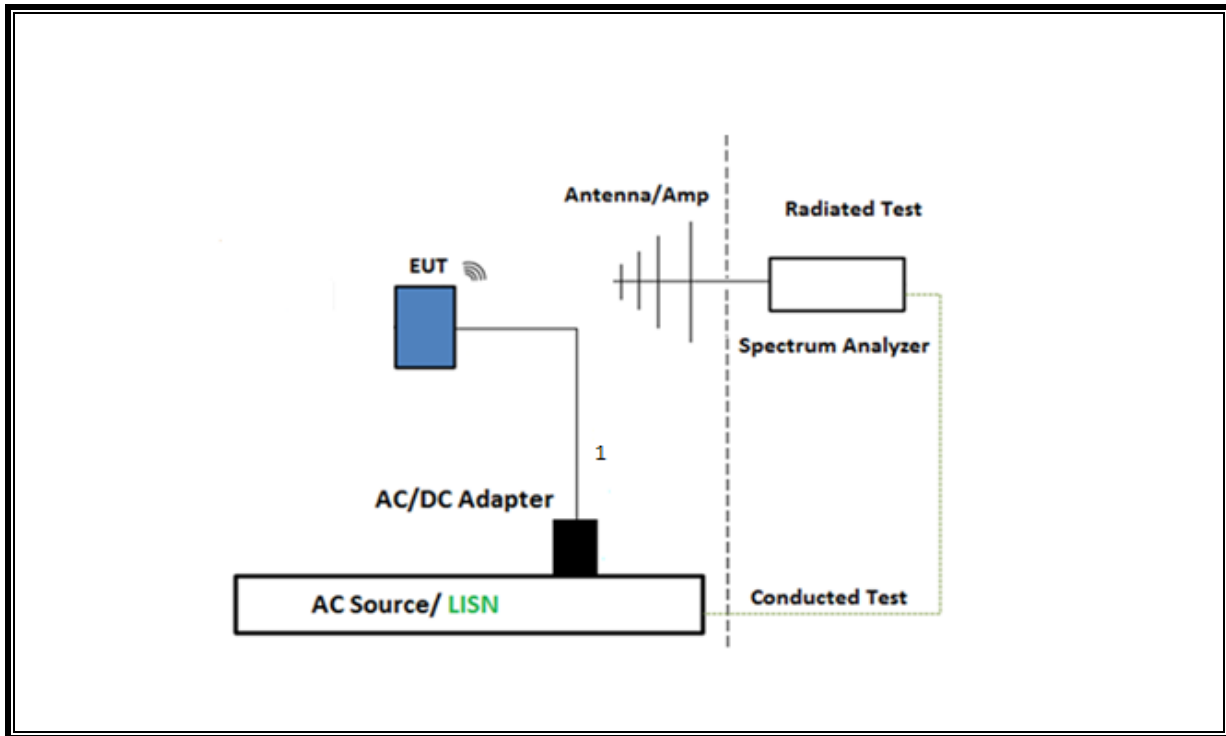 Antenna/Amp
Radiated Test
EUT
Spectrum Analyzer
1
AC/DC Adapter
AC Source/ LISN
Conducted Test